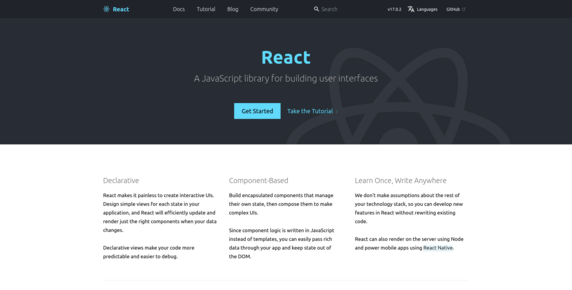 React
Docs
Tutorial
Blog
Community
Search
v17.0.2
Languages
GitHub
React
A JavaScript library for building user interfaces
Get Started
Take the Tutorial
Declarative
React makes it painless to create interactive UIs.
Design simple views for each state in your
application, and React will efficiently update and
render just the right components when your data
changes.
Declarative views make your code more
predictable and easier to debug.
Component-Based
Build encapsulated components that manage
their own state, then compose them to make
complex UIs.
Since component logic is written in JavaScript
instead of templates, you can easily pass rich
data through your app and keep state out of
the DOM.
Learn Once, Write Anywhere
We don't make assumptions about the rest of
your technology stack, so you can develop new
features in React without rewriting existing
code.
React can also render on the server using Node
and power mobile apps using React Native.